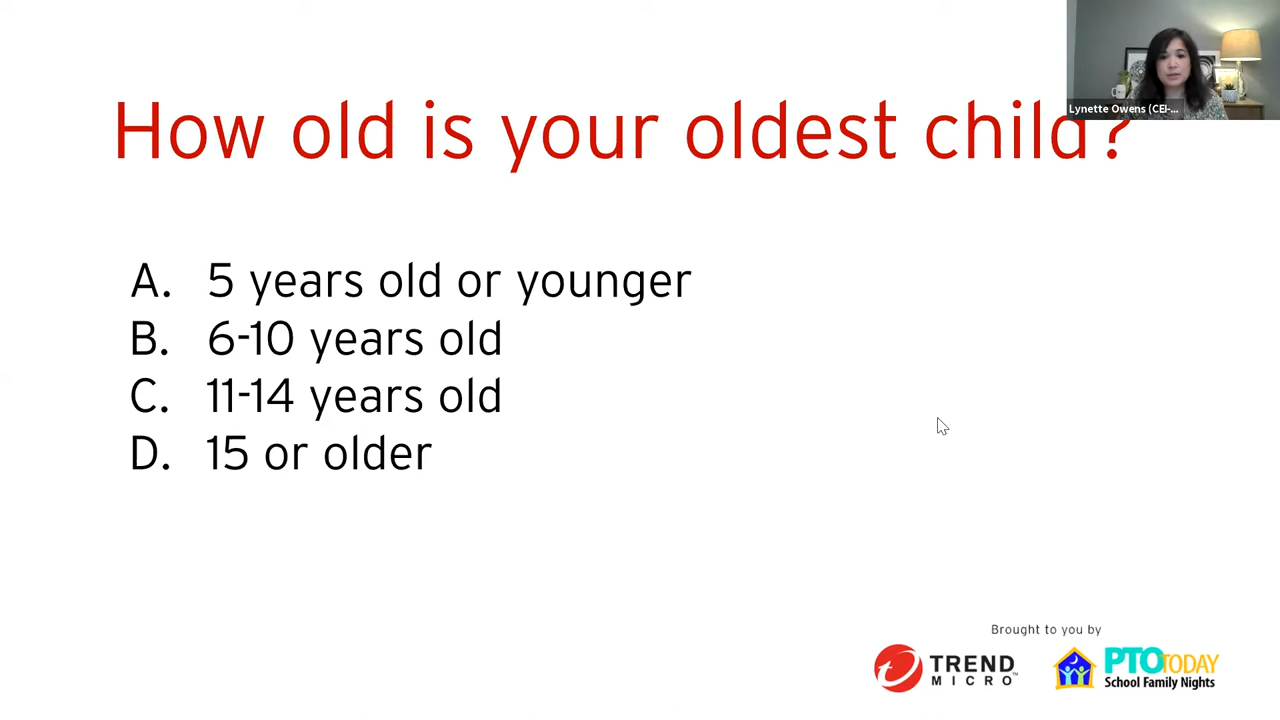 How old is your oldest child?
Lynette Owens (CEI-...
A. 5 years old or younger
B. 6-10 years old
C. 11-14 years old
D. 15 or older
Brought to you by
TREND MICRO™
PTO TODAY
School Family Nights